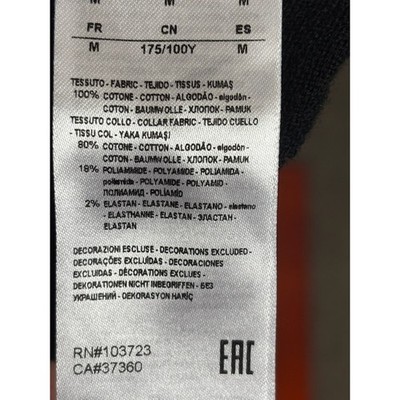 M M M
FR CN ES
M 175/100Y M
TESSUTO - FABRIC - TEJIDO - TISSUS - KUMAŞ
100% COTONE - COTTON - ALGODÃO - algodón-
COTON - BAUMWOLLE - ХЛОПОК - PAMUK
TESSUTO COLLO - COLLAR FABRIC - TEJIDO CUELLO
- TISSU COL - YAKA KUMAŞI
80% COTONE - COTTON - ALGODÃO - algodón-
COTON - BAUMWOLLE - ХЛОПОК - PAMUK
18% POLIAMMIDE - POLYAMIDE - POLIAMIDA -
poliamida - POLYAMIDE - POLYAMID -
ПОЛИАМИД - POLİAMİD
2% ELASTAN - ELASTANE - ELASTANO - elastano
- ELASTHANNE - ELASTHAN - ЭЛАСТАН -
ELASTAN
DECORAZIONI ESCLUSE - DECORATIONS EXCLUDED -
DECORAÇÕES EXCLUÍDAS - DECORACIONES
EXCLUIDAS - DÉCORATIONS EXCLUES -
DEKORATIONEN NICHT INBEGRIFFEN - БЕЗ
УКРАШЕНИЙ - DEKORASYON HARİÇ
RN#103723
CA#37360
EAC